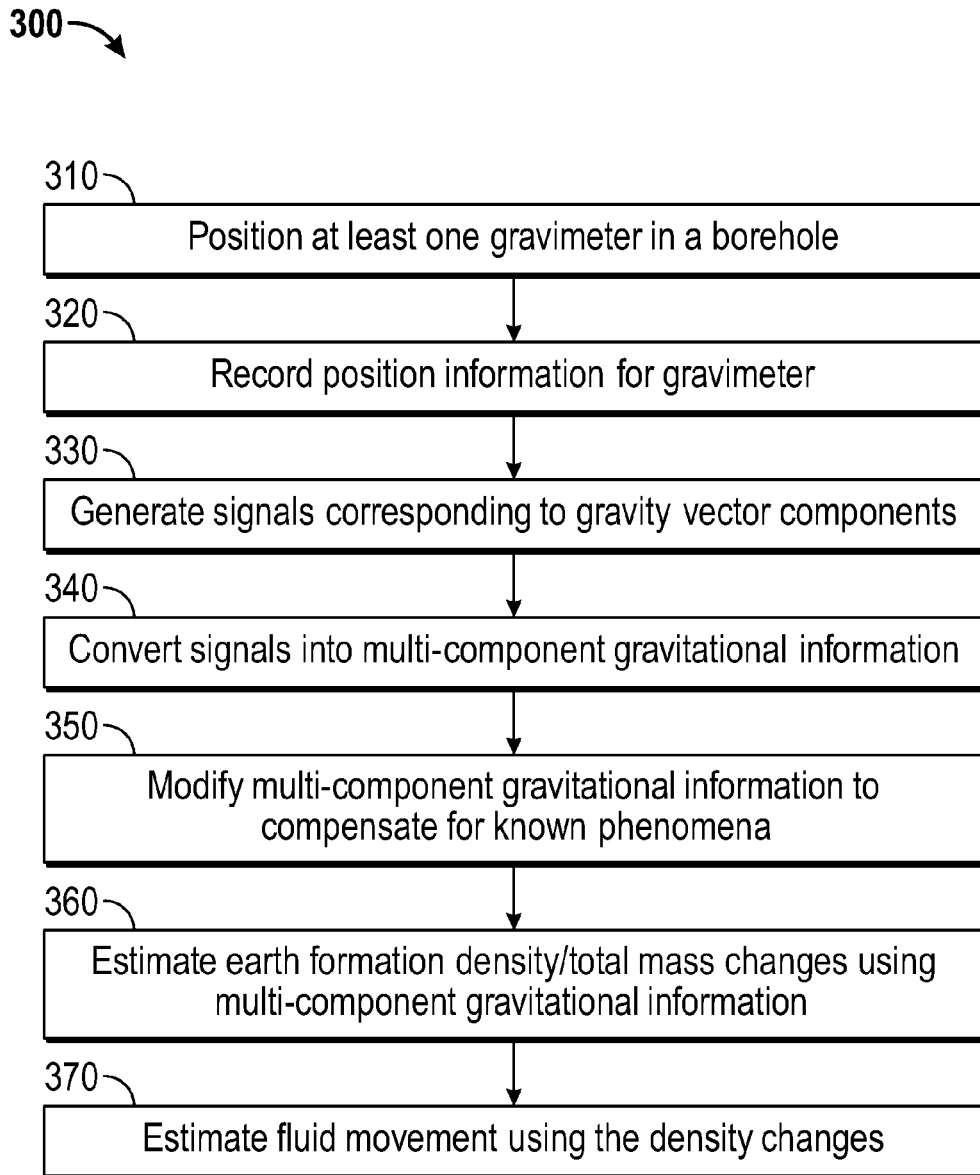 300
310
Position at least one gravimeter in a borehole
320
Record position information for gravimeter
330
Generate signals corresponding to gravity vector components
340
Convert signals into multi-component gravitational information
350
Modify multi-component gravitational information to
compensate for known phenomena
360
Estimate earth formation density/total mass changes using
multi-component gravitational information
370
Estimate fluid movement using the density changes